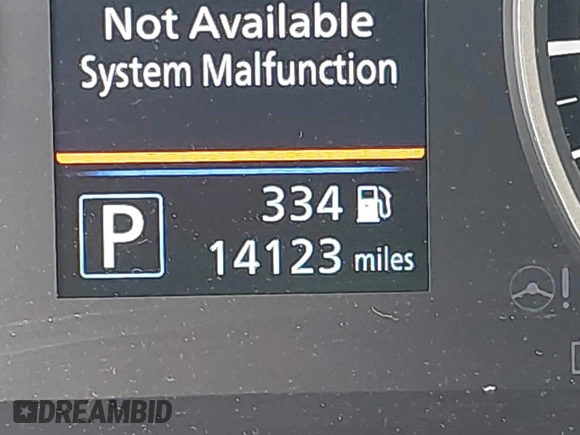 Not Available
System Malfunction
334
P
14123 miles
DREAMBID